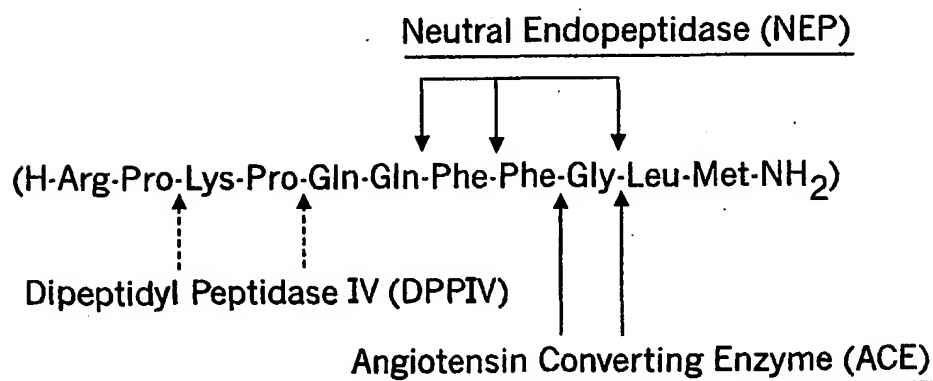 Neutral Endopeptidase (NEP)
(H-Arg-Pro-Lys-Pro-Gln-Gln-Phe-Phe-Gly-Leu-Met-NH2)
Dipeptidyl Peptidase IV (DPPIV)
Angiotensin Converting Enzyme (ACE)